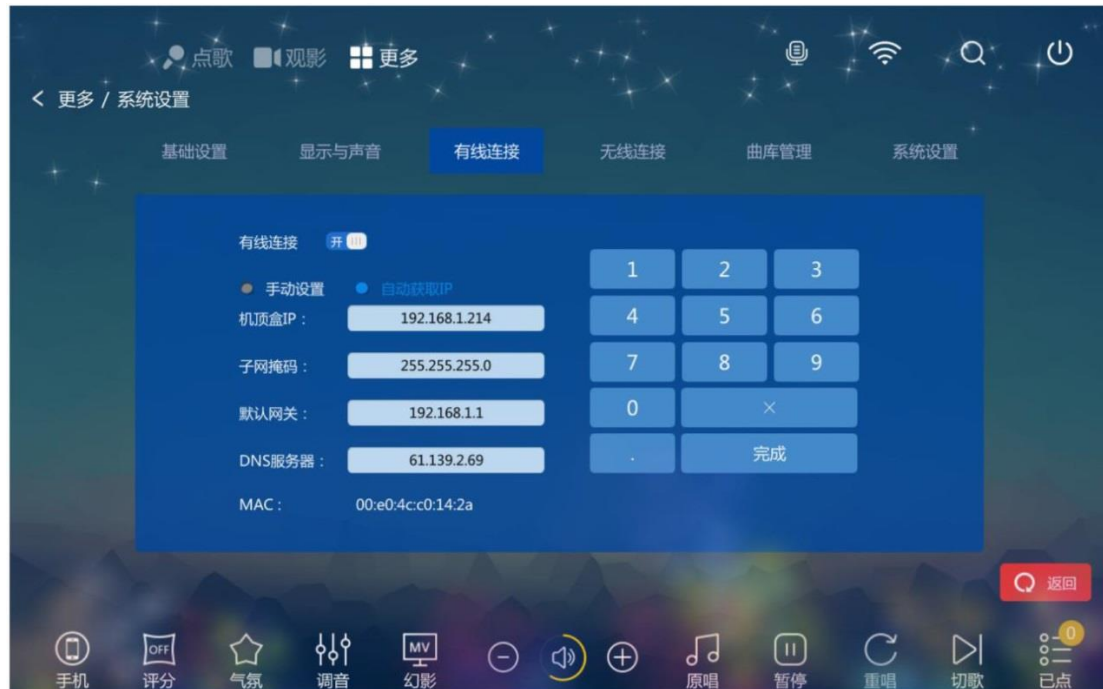 点歌 观影 更多
< 更多 / 系统设置
基础设置 显示与声音 有线连接 无线连接 曲库管理 系统设置
有线连接 开
手动设置 自动获取IP
机顶盒IP： 192.168.1.214
子网掩码： 255.255.255.0
默认网关： 192.168.1.1
DNS服务器： 61.139.2.69
MAC： 00:e0:4c:c0:14:2a
1 2 3
4 5 6
7 8 9
0 ×
. 完成
返回
OFF MV 0
手机 评分 气氛 调音 幻影 原唱 暂停 重唱 切歌 已点